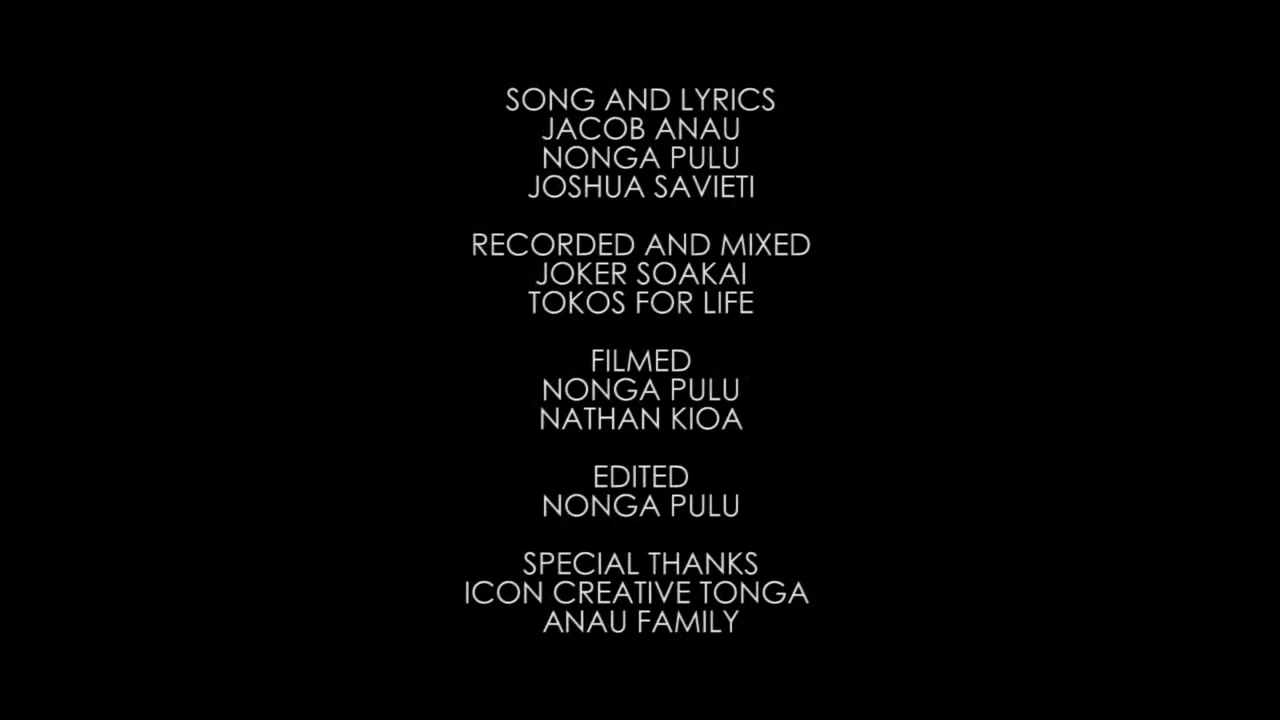 SONG AND LYRICS
JACOB ANAU
NONGA PULU
JOSHUA SAVIETI
RECORDED AND MIXED
JOKER SOAKAI
TOKOS FOR LIFE
FILMED
NONGA PULU
NATHAN KIOA
EDITED
NONGA PULU
SPECIAL THANKS
ICON CREATIVE TONGA
ANAU FAMILY